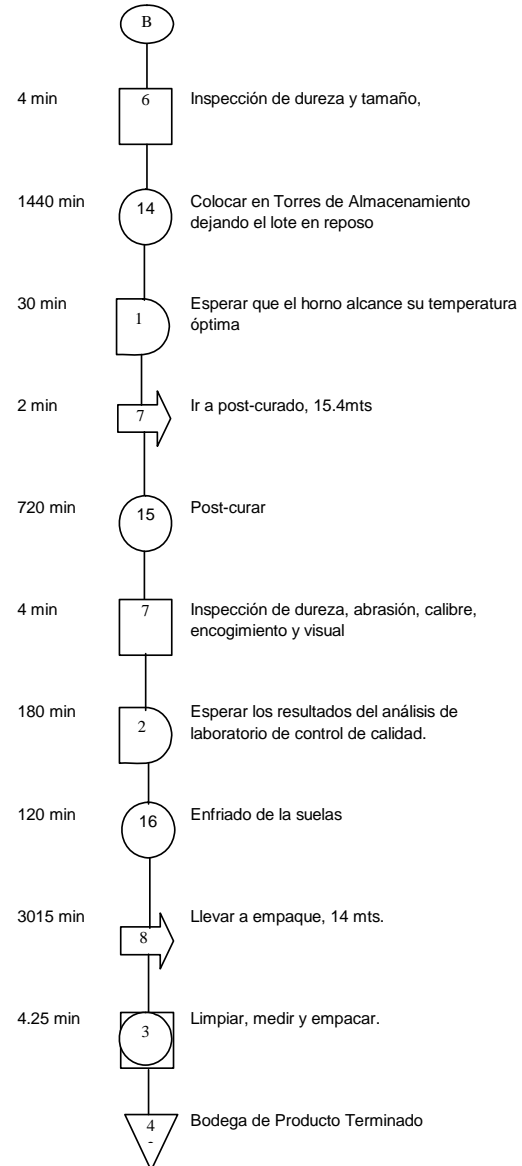 B
4 min 6 Inspección de dureza y tamaño,
1440 min 14 Colocar en Torres de Almacenamiento
dejando el lote en reposo
30 min 1 Esperar que el horno alcance su temperatura
óptima
2 min 7 Ir a post-curado, 15.4mts
720 min 15 Post-curar
4 min 7 Inspección de dureza, abrasión, calibre,
encogimiento y visual
180 min 2 Esperar los resultados del análisis de
laboratorio de control de calidad.
120 min 16 Enfriado de la suelas
3015 min 8 Llevar a empaque, 14 mts.
4.25 min 3 Limpiar, medir y empacar.
4 Bodega de Producto Terminado
-